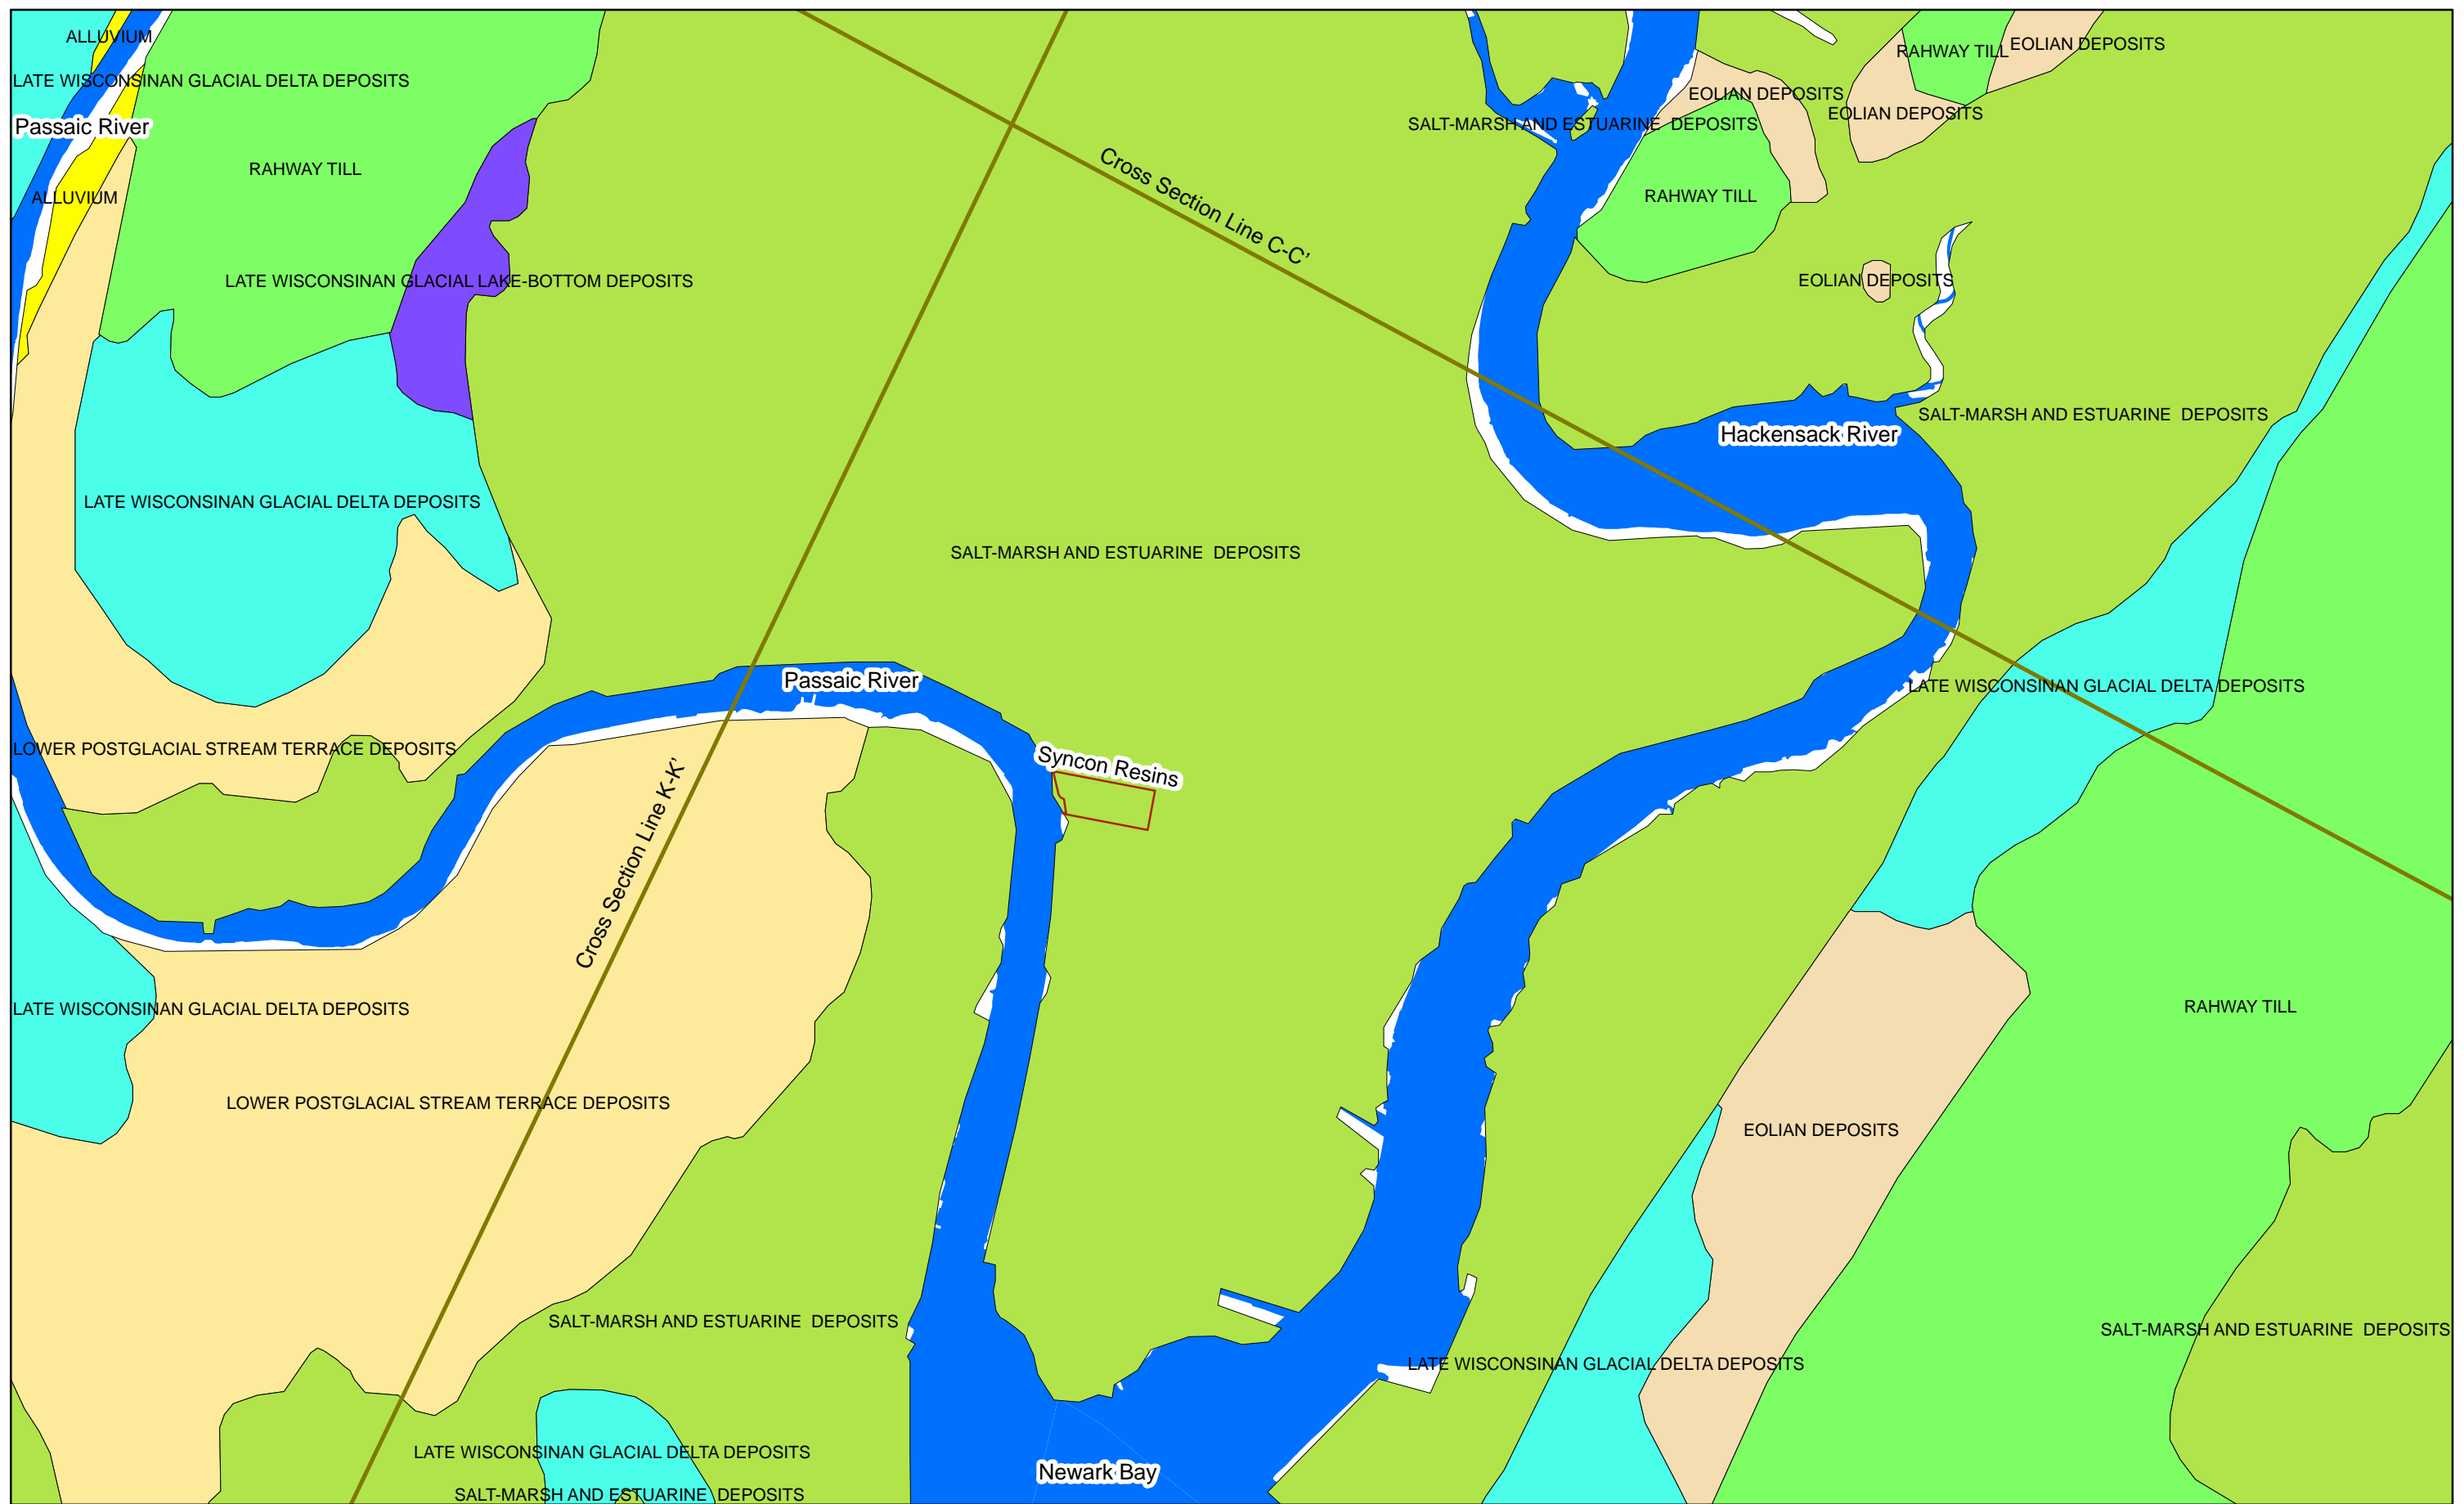 ALLUVIUM
RAHWAY TILL
EOLIAN DEPOSITS
LATE WISCONSINAN GLACIAL DELTA DEPOSITS
EOLIAN DEPOSITS
EOLIAN DEPOSITS
Passaic River
SALT-MARSH AND ESTUARINE DEPOSITS
RAHWAY TILL
Cross Section Line C-C’
ALLUVIUM
RAHWAY TILL
LATE WISCONSINAN GLACIAL LAKE-BOTTOM DEPOSITS
EOLIAN DEPOSITS
SALT-MARSH AND ESTUARINE DEPOSITS
Hackensack River
LATE WISCONSINAN GLACIAL DELTA DEPOSITS
SALT-MARSH AND ESTUARINE DEPOSITS
Passaic River
LATE WISCONSINAN GLACIAL DELTA DEPOSITS
LOWER POSTGLACIAL STREAM TERRACE DEPOSITS
Syncon Resins
Cross Section Line K-K'
LATE WISCONSINAN GLACIAL DELTA DEPOSITS
RAHWAY TILL
LOWER POSTGLACIAL STREAM TERRACE DEPOSITS
EOLIAN DEPOSITS
SALT-MARSH AND ESTUARINE DEPOSITS
SALT-MARSH AND ESTUARINE DEPOSITS
LATE WISCONSINAN GLACIAL DELTA DEPOSITS
LATE WISCONSINAN GLACIAL DELTA DEPOSITS
Newark Bay
SALT-MARSH AND ESTUARINE DEPOSITS